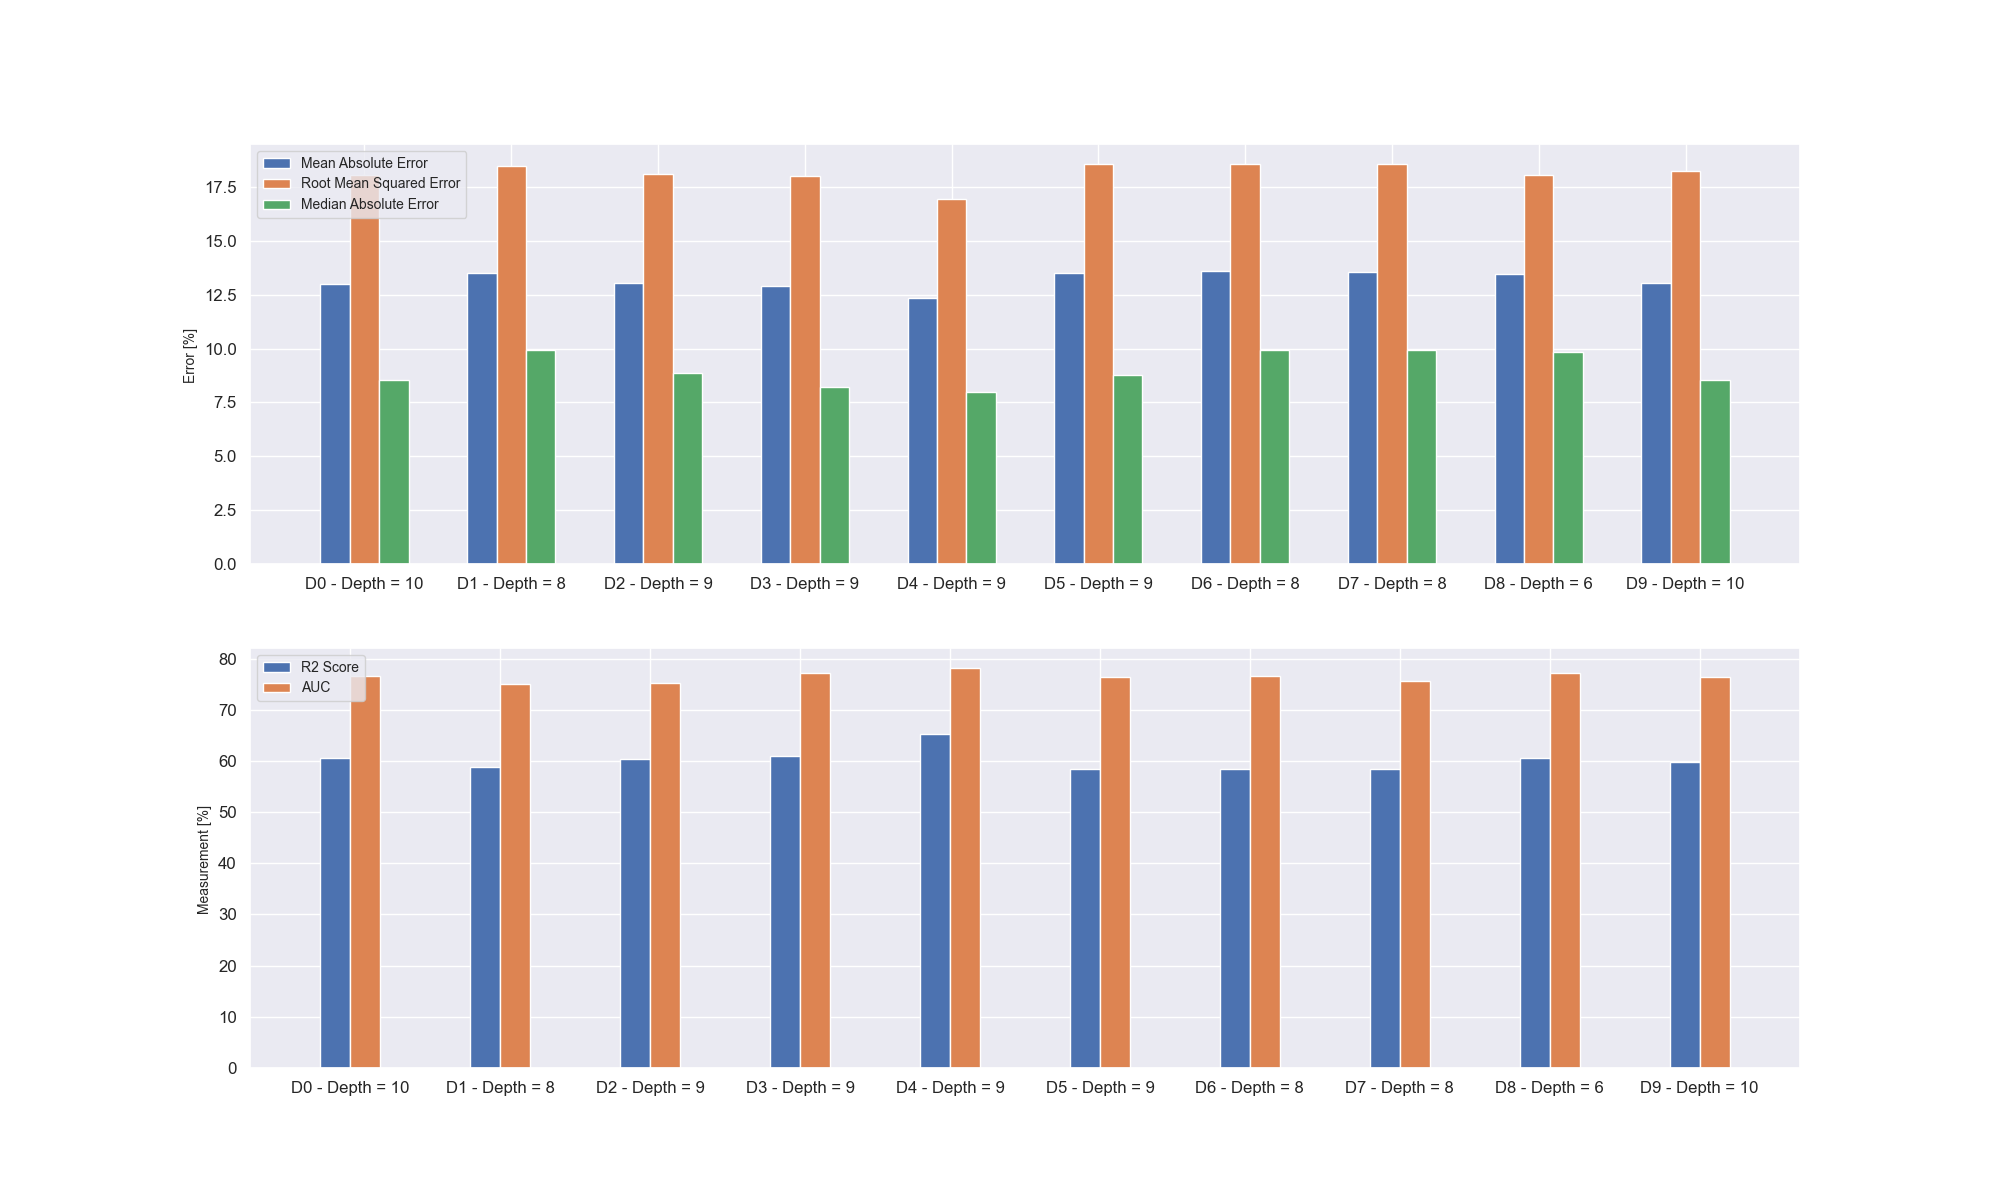 Mean Absolute Error
Root Mean Squared Error
Median Absolute Error
Error [%]
17.5
15.0
12.5
10.0
7.5
5.0
2.5
0.0
D0 - Depth = 10 D1 - Depth = 8 D2 - Depth = 9 D3 - Depth = 9 D4 - Depth = 9 D5 - Depth = 9 D6 - Depth = 8 D7 - Depth = 8 D8 - Depth = 6 D9 - Depth = 10
R2 Score
AUC
Measurement [%]
80
70
60
50
40
30
20
10
0
D0 - Depth = 10 D1 - Depth = 8 D2 - Depth = 9 D3 - Depth = 9 D4 - Depth = 9 D5 - Depth = 9 D6 - Depth = 8 D7 - Depth = 8 D8 - Depth = 6 D9 - Depth = 10